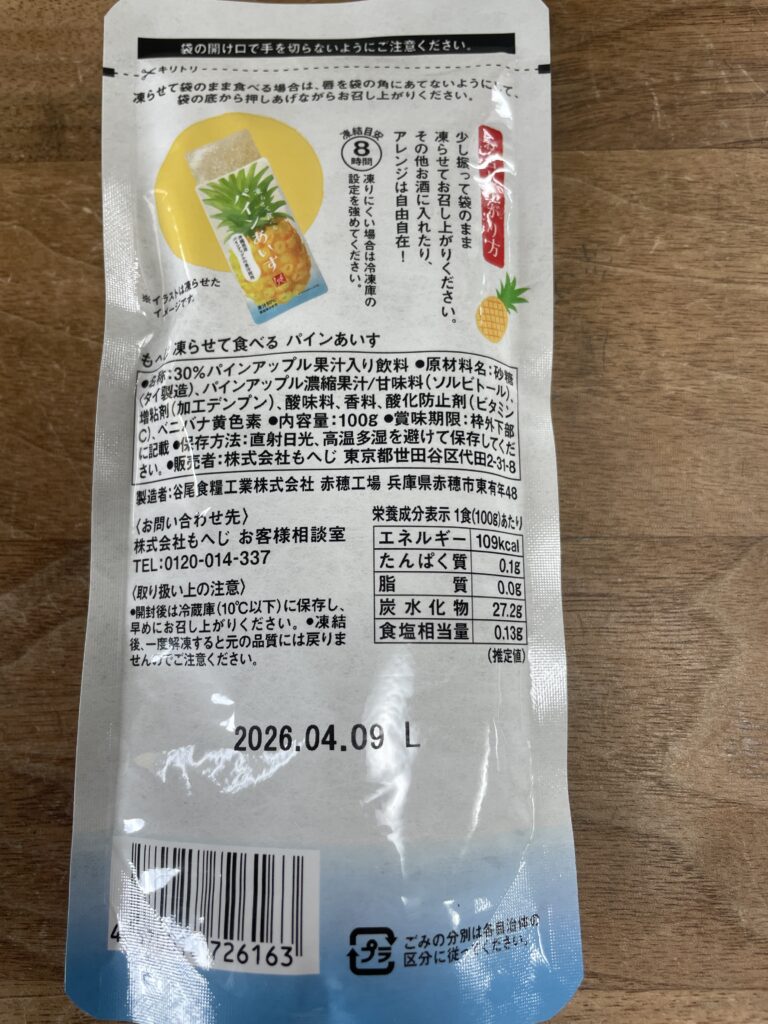 袋の開け口で手を切らないようにご注意ください。
キリトリ
凍らせて袋のまま食べる場合は、唇を袋の角にあてないようにして、
袋の底から押しあげながらお召し上がりください。
り方
少し振って袋のまま
凍らせてお召し上がりください。
その他お酒に入れたり、
アレンジは自由自在!
凍結目安
8
時間
凍りにくい場合は冷凍庫の
設定を強めてください。
パイン
あいす
※イラストは凍らせた
イメージです。
もへじ 凍らせて食べる パインあいす
●名称:30%パインアップル果汁入り飲料 ●原材料名:砂糖
(タイ製造)、パインアップル濃縮果汁/甘味料(ソルビトール)、
増粘剤(加工デンプン)、酸味料、香料、酸化防止剤(ビタミン
C)、ベニバナ黄色素 ●内容量:100g ●賞味期限:枠外下部
に記載 ●保存方法:直射日光、高温多湿を避けて保存してくだ
さい。●販売者:株式会社もへじ 東京都世田谷区代田2-31-8
製造者:谷尾食糧工業株式会社 赤穂工場 兵庫県赤穂市東有年48
〈お問い合わせ先〉
株式会社もへじ お客様相談室
TEL:0120-014-337
〈取り扱い上の注意〉
●開封後は冷蔵庫(10℃以下)に保存し、
早めにお召し上がりください。●凍結
後、一度解凍すると元の品質には戻りま
せんのでご注意ください。
栄養成分表示 1食(100g)あたり
エネルギー 109kcal
たんぱく質 0.1g
脂質 0.0g
炭水化物 27.2g
食塩相当量 0.13g
(推定値)
2026.04.09 L
4 726163
プラ
ごみの分別は各自治体の
区分に従ってください。